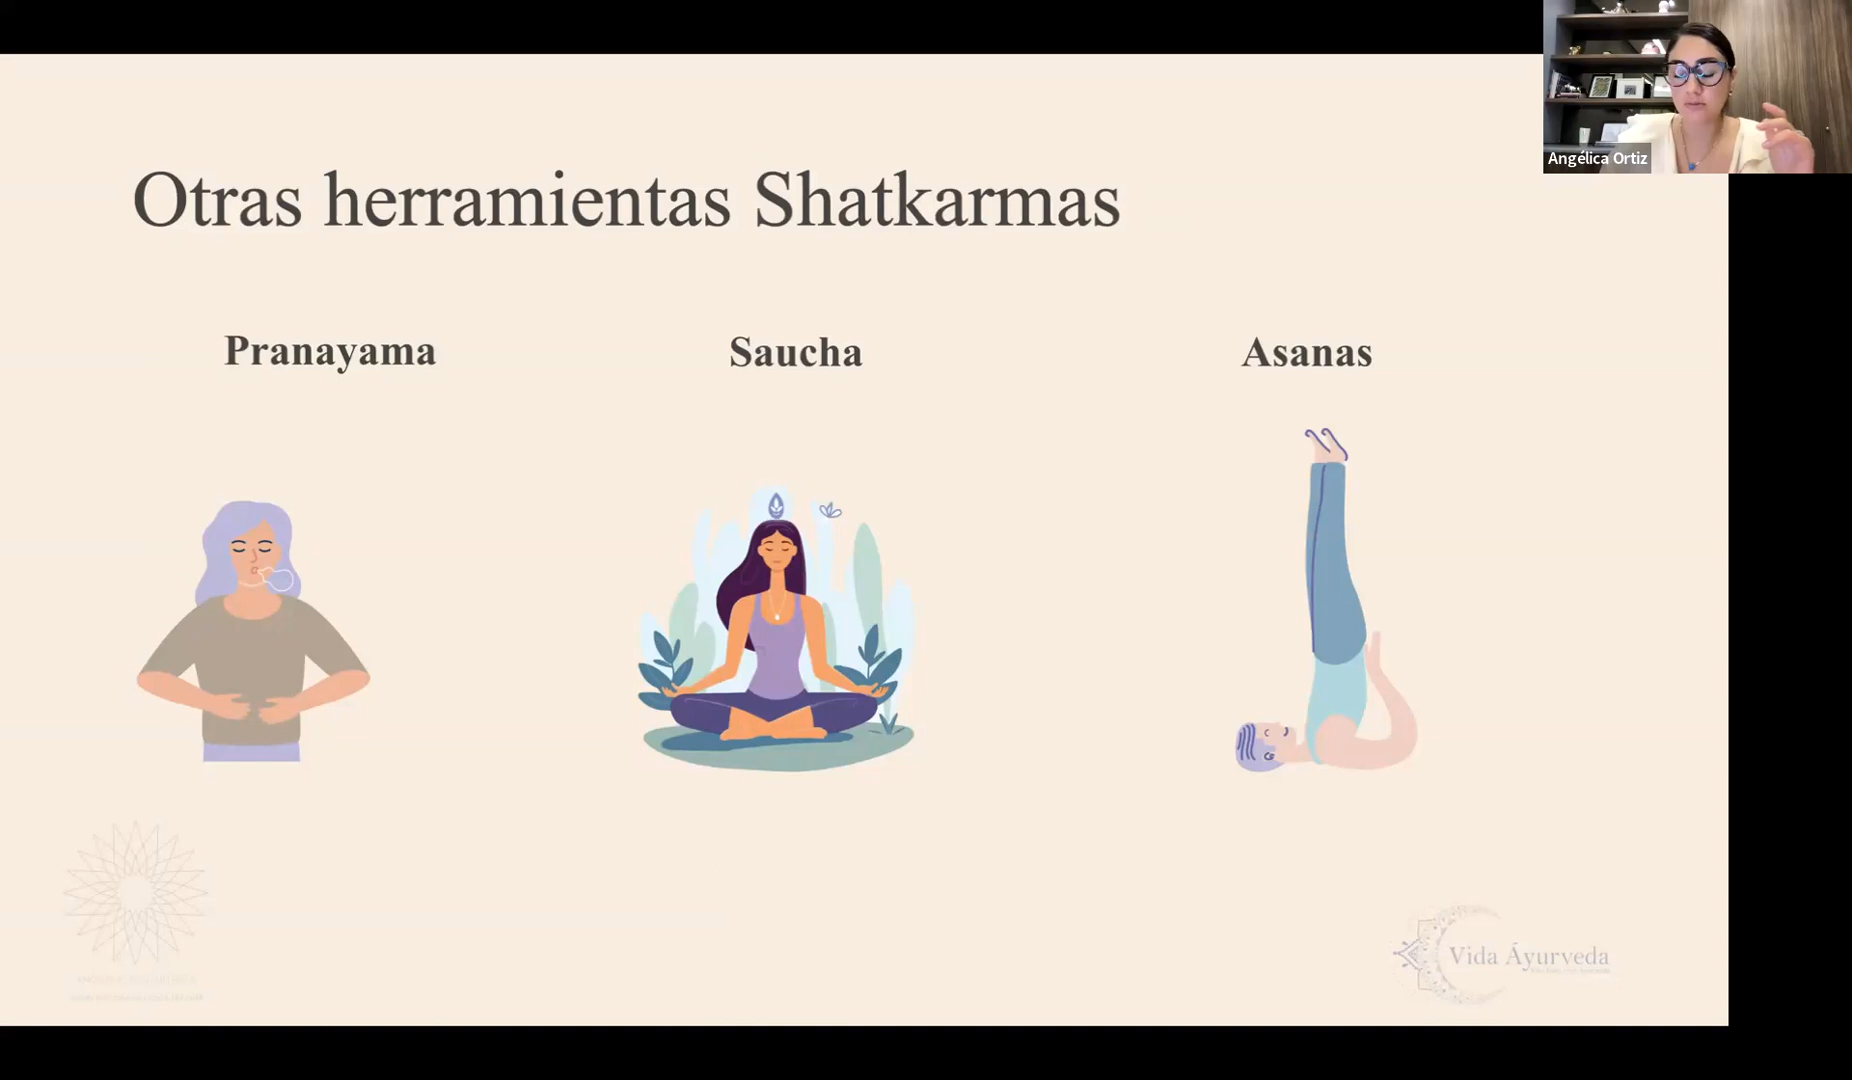 Angélica Ortiz
Otras herramientas Shatkarmas
Pranayama
Saucha
Asanas
Vida Áyurveda